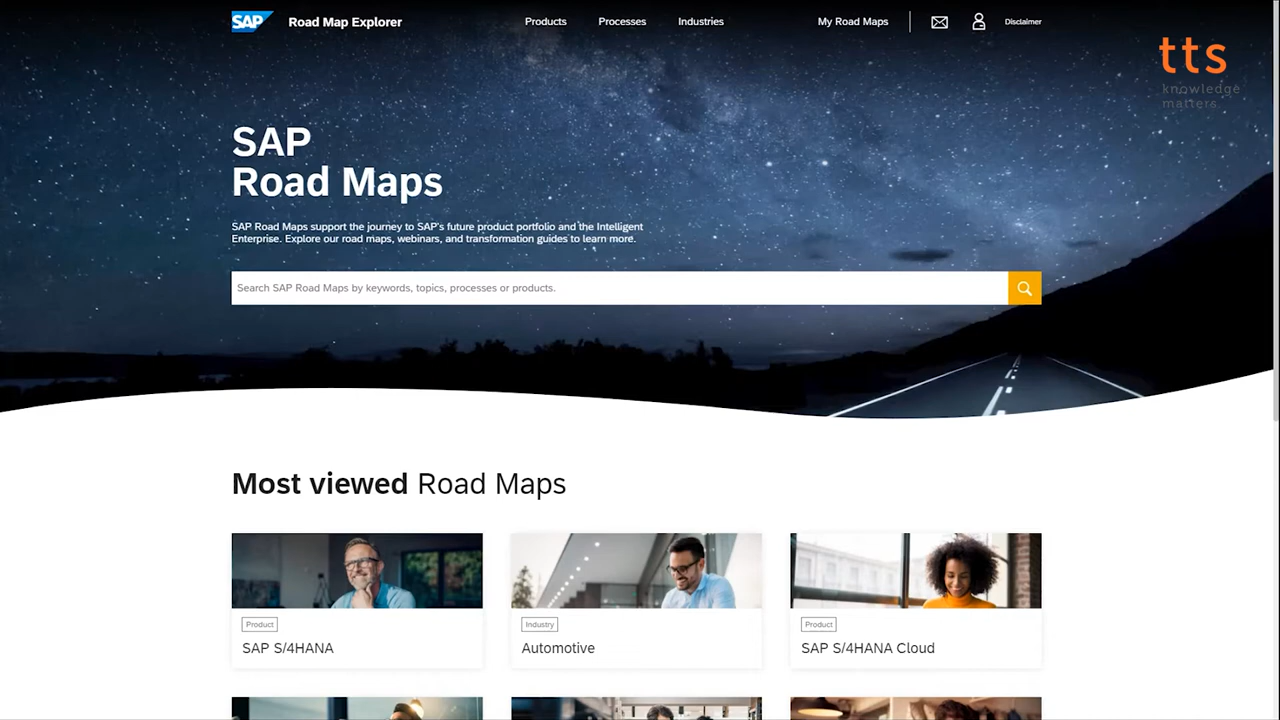 SAP
Road Map Explorer
Products
Processes
Industries
My Road Maps
Disclaimer
tts
knowledge
matters
SAP
Road Maps
SAP Road Maps support the journey to SAP's future product portfolio and the Intelligent
Enterprise. Explore our road maps, webinars, and transformation guides to learn more.
Search SAP Road Maps by keywords, topics, processes or products.
Most viewed Road Maps
Product
SAP S/4HANA
Industry
Automotive
Product
SAP S/4HANA Cloud